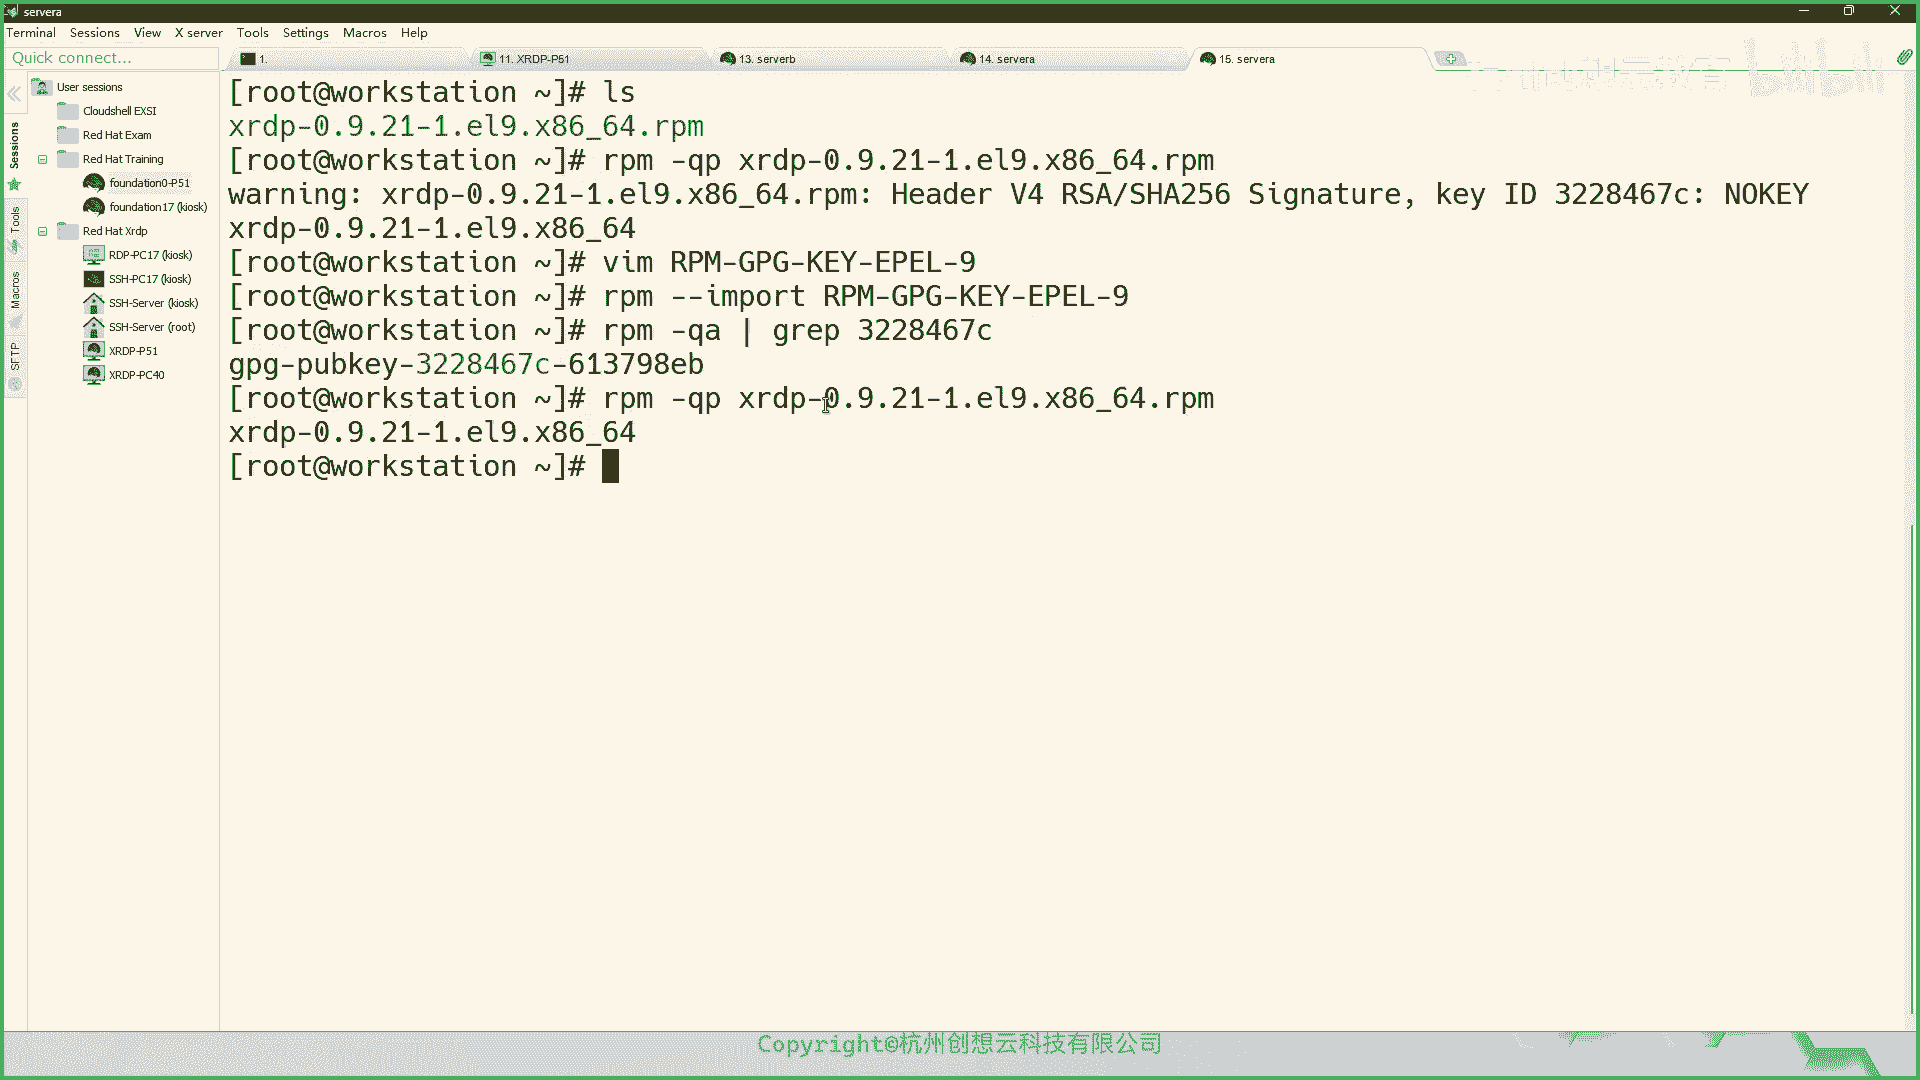 servera
Terminal Sessions View X server Tools Settings Macros Help
Quick connect...
1.
11. XRDP-P51
13. serverb
14. servera
15. servera
Sessions
Tools
Macros
SFTP
User sessions
Cloudshell EXSI
Red Hat Exam
Red Hat Training
foundation0-P51
foundation17 (kiosk)
Red Hat Xrdp
RDP-PC17 (kiosk)
SSH-PC17 (kiosk)
SSH-Server (kiosk)
SSH-Server (root)
XRDP-P51
XRDP-PC40
[root@workstation ~]# ls
xrdp-0.9.21-1.el9.x86_64.rpm
[root@workstation ~]# rpm -qp xrdp-0.9.21-1.el9.x86_64.rpm
warning: xrdp-0.9.21-1.el9.x86_64.rpm: Header V4 RSA/SHA256 Signature, key ID 3228467c: NOKEY
xrdp-0.9.21-1.el9.x86_64
[root@workstation ~]# vim RPM-GPG-KEY-EPEL-9
[root@workstation ~]# rpm --import RPM-GPG-KEY-EPEL-9
[root@workstation ~]# rpm -qa | grep 3228467c
gpg-pubkey-3228467c-613798eb
[root@workstation ~]# rpm -qp xrdp-0.9.21-1.el9.x86_64.rpm
xrdp-0.9.21-1.el9.x86_64
[root@workstation ~]#
Copyright©杭州创想云科技有限公司